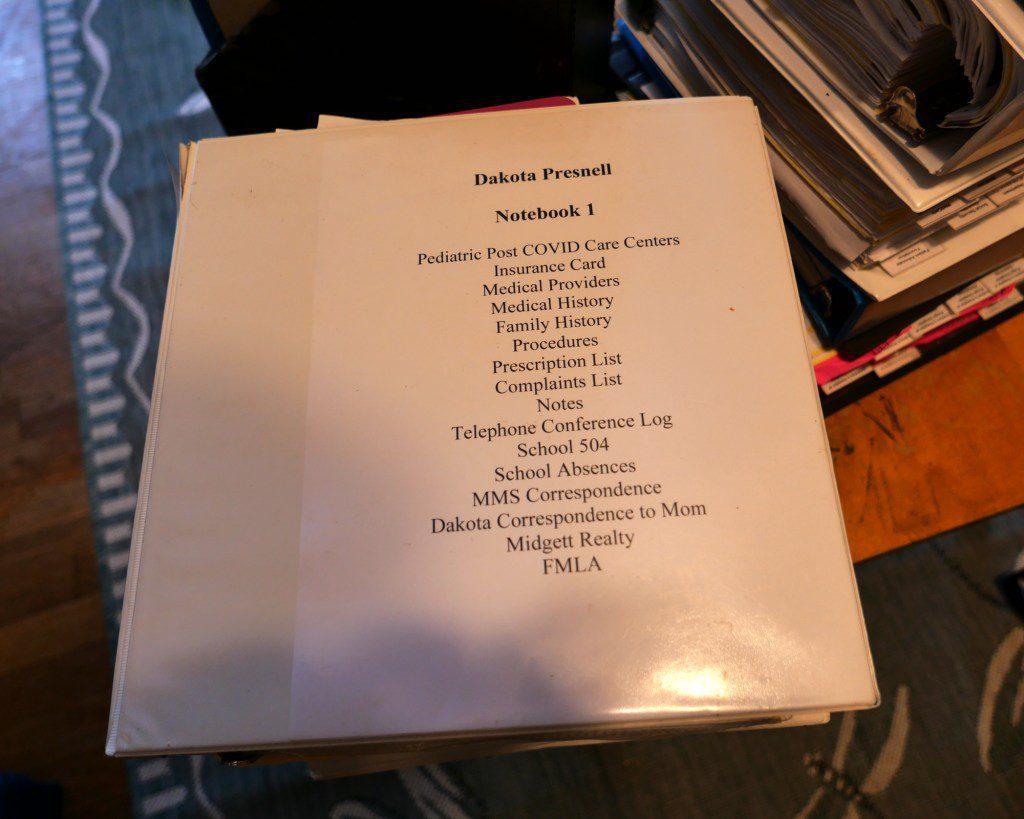 Dakota Presnell
Notebook 1
Pediatric Post COVID Care Centers
Insurance Card
Medical Providers
Medical History
Family History
Procedures
Prescription List
Complaints List
Notes
Telephone Conference Log
School 504
School Absences
MMS Correspondence
Dakota Correspondence to Mom
Midgett Realty
FMLA